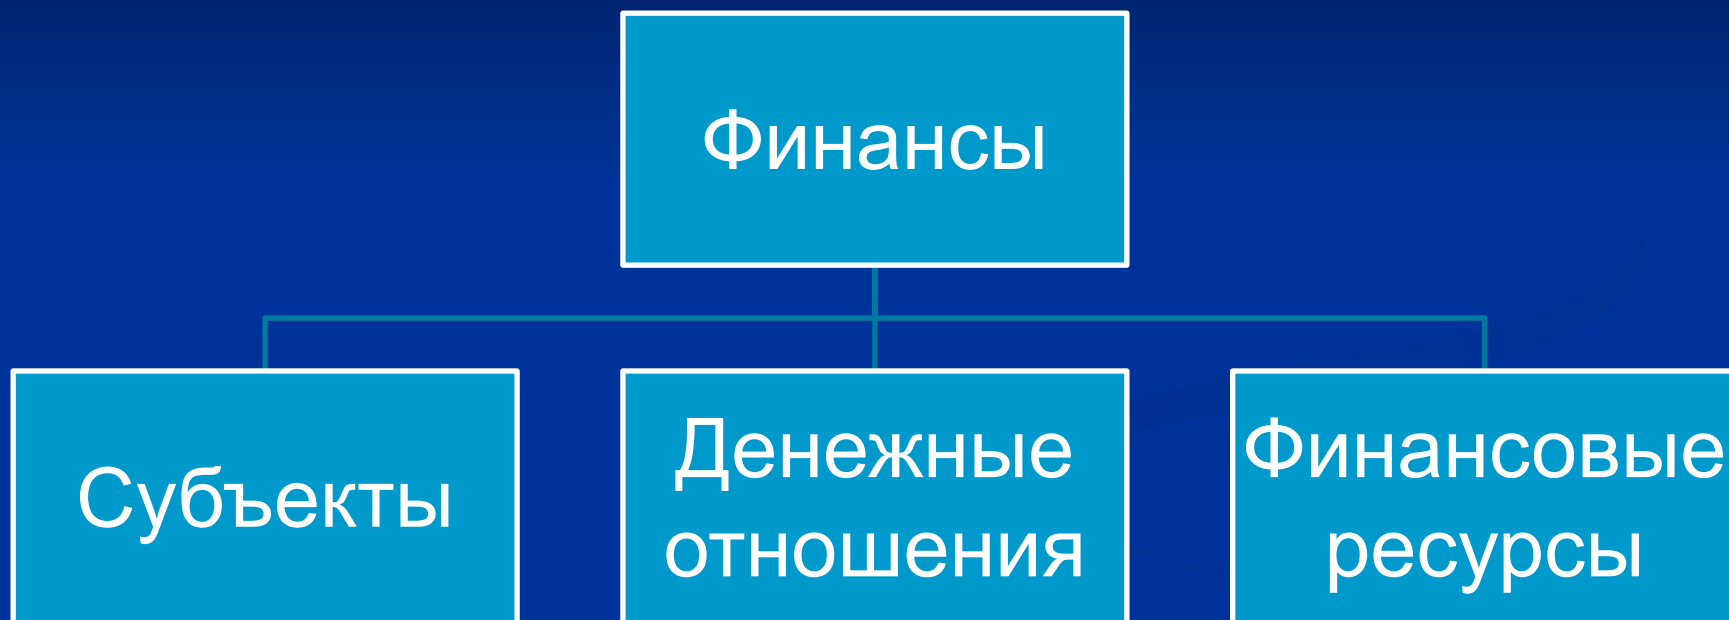 Финансы
Субъекты
Денежные
отношения
Финансовые
ресурсы